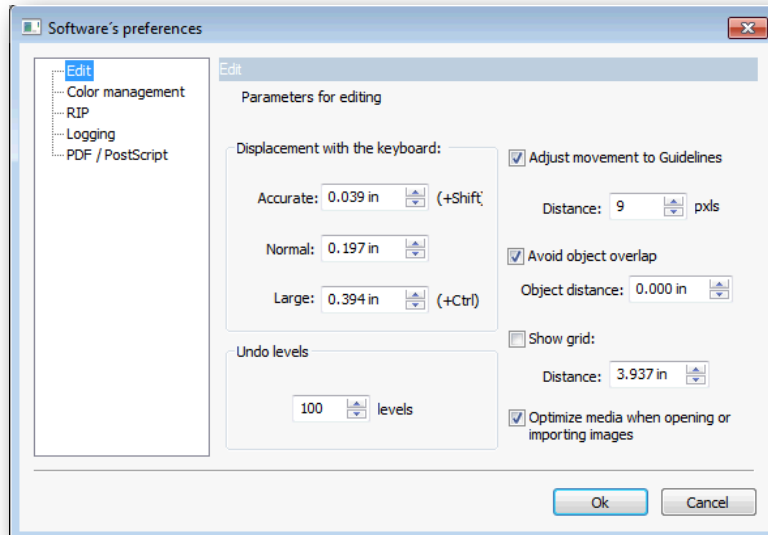 Software´s preferences
Edit
Color management
RIP
Logging
PDF / PostScript
Edit
Parameters for editing
Displacement with the keyboard:
Accurate: 0.039 in (+Shift)
Normal: 0.197 in
Large: 0.394 in (+Ctrl)
Undo levels
100 levels
Adjust movement to Guidelines
Distance: 9 pxls
Avoid object overlap
Object distance: 0.000 in
Show grid:
Distance: 3.937 in
Optimize media when opening or
importing images
Ok Cancel